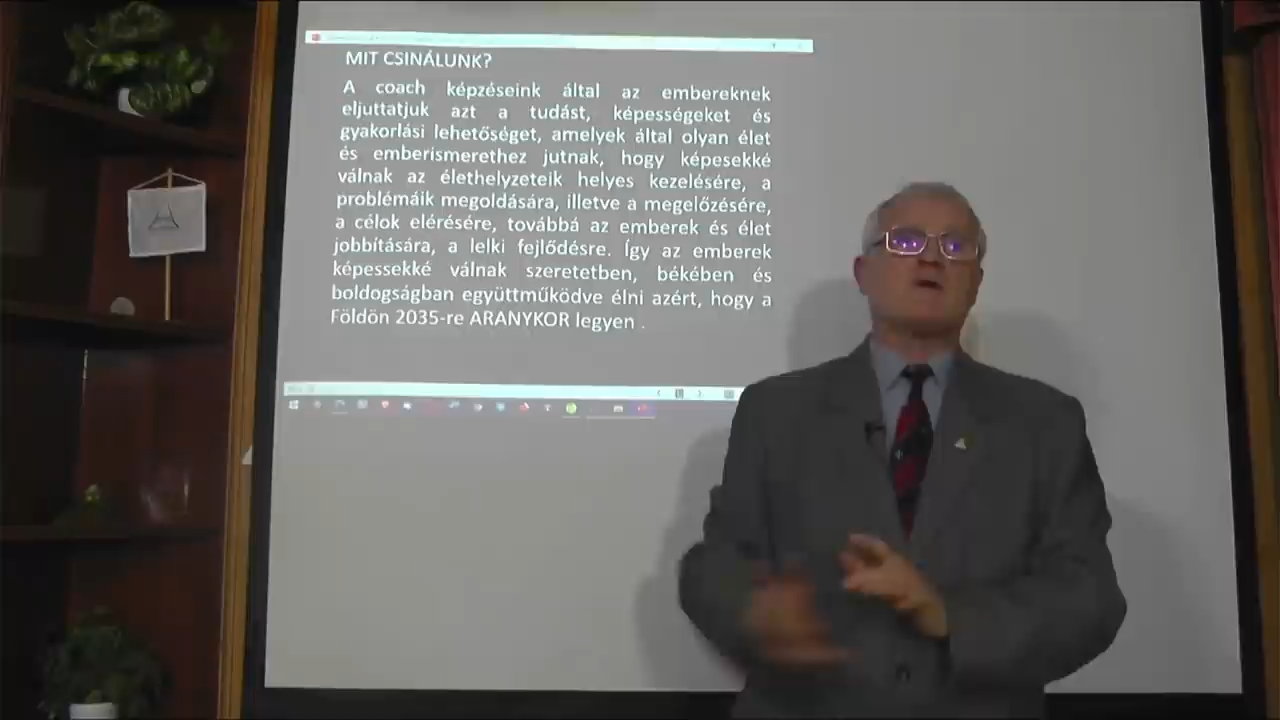 MIT CSINÁLUNK?
A coach képzéseink által az embereknek
eljuttatjuk azt a tudást, képességeket és
gyakorlási lehetőséget, amelyek által olyan élet
és emberismerethez jutnak, hogy képesekké
válnak az élethelyzeteik helyes kezelésére, a
problémáik megoldására, illetve a megelőzésére,
a célok elérésére, továbbá az emberek és élet
jobbítására, a lelki fejlődésre. Így az emberek
képessekké válnak szeretetben, békében és
boldogságban együttműködve élni azért, hogy a
Földön 2035-re ARANYKOR legyen .